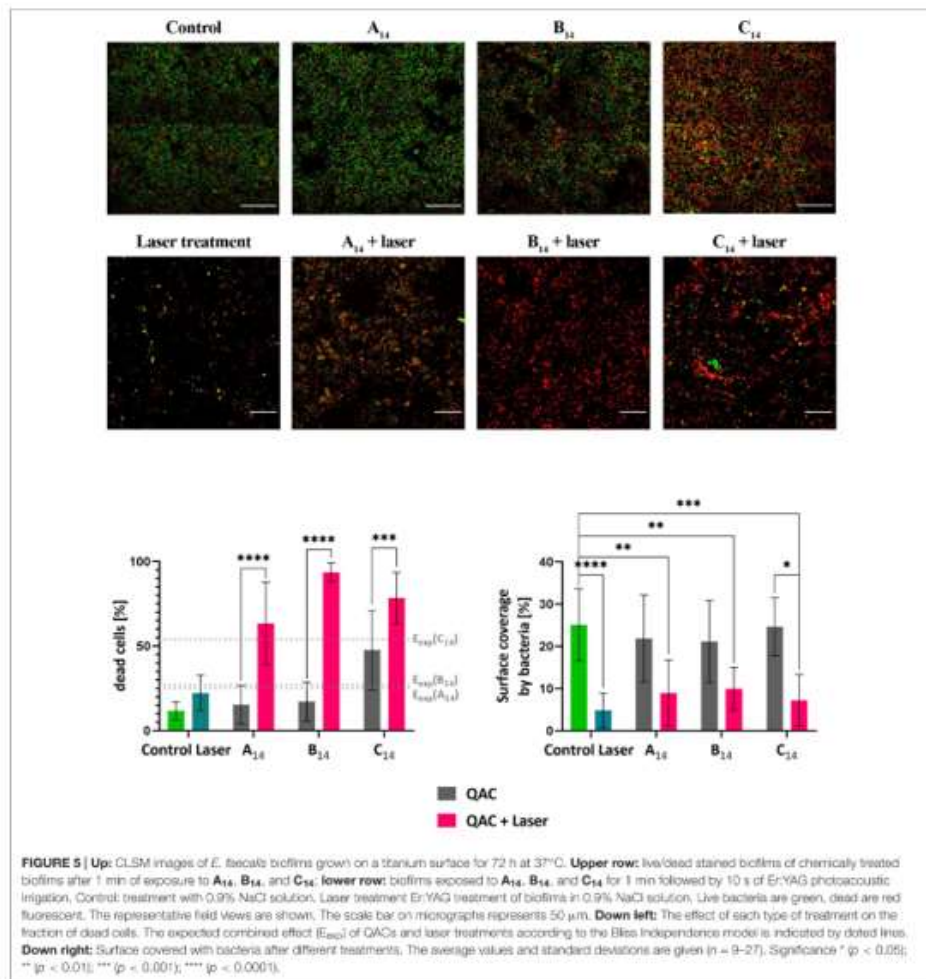 Control A₁₄ B₁₄ C₁₄
Laser treatment A₁₄ + laser B₁₄ + laser C₁₄ + laser
dead cells [%]
100
50
0
**** **** ***
E_exp(C₁₄)
E_exp(B₁₄)
E_exp(A₁₄)
Control Laser A₁₄ B₁₄ C₁₄
Surface coverage
by bacteria [%]
40
30
20
10
0
***
**
**
**** *
Control Laser A₁₄ B₁₄ C₁₄
QAC
QAC + Laser
FIGURE 5 | Up: CLSM images of E. faecalis biofilms grown on a titanium surface for 72 h at 37°C. Upper row: live/dead stained biofilms of chemically treated
biofilms after 1 min of exposure to A₁₄, B₁₄, and C₁₄; lower row: biofilms exposed to A₁₄, B₁₄, and C₁₄ for 1 min followed by 10 s of Er:YAG photoacoustic
irrigation. Control: treatment with 0.9% NaCl solution. Laser treatment Er:YAG treatment of biofilms in 0.9% NaCl solution. Live bacteria are green, dead are red
fluorescent. The representative field views are shown. The scale bar on micrographs represents 50 μm. Down left: The effect of each type of treatment on the
fraction of dead cells. The expected combined effect (E_exp) of QACs and laser treatments according to the Bliss Independence model is indicated by doted lines.
Down right: Surface covered with bacteria after different treatments. The average values and standard deviations are given (n = 9–27). Significance * (p < 0.05);
** (p < 0.01); *** (p < 0.001); **** (p < 0.0001).